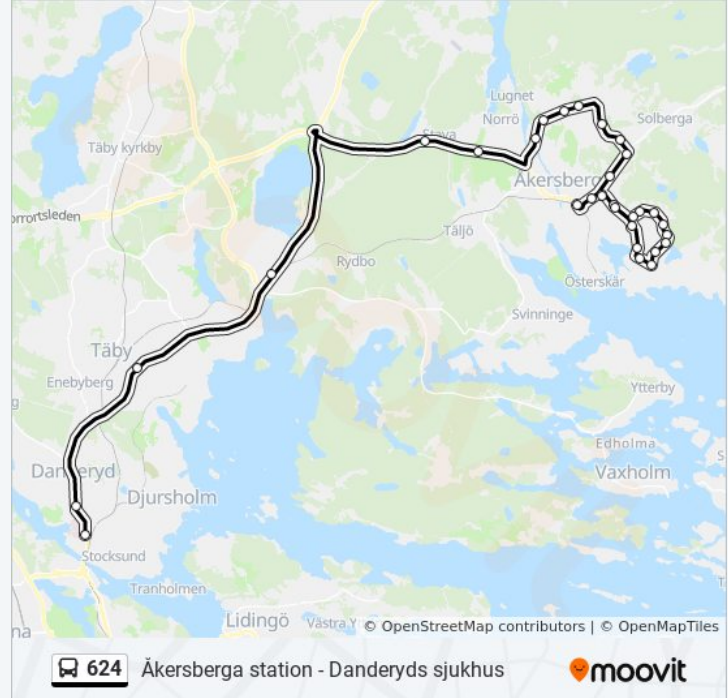 Lugnet
Norrö
Stava
Solberga
Täby kyrkby
Åkersberga
orrortsleden
Täljö
Rydbo
Österskär
Svinninge
Täby
Enebyberg
Ytterby
g
Edholma
Danderyd
Vaxholm
S
Djursholm
Stocksund
Tranholmen
T
Lidingö
Västra Y
na
© OpenStreetMap contributors | © OpenMapTiles
624 Åkersberga station - Danderyds sjukhus
moovit